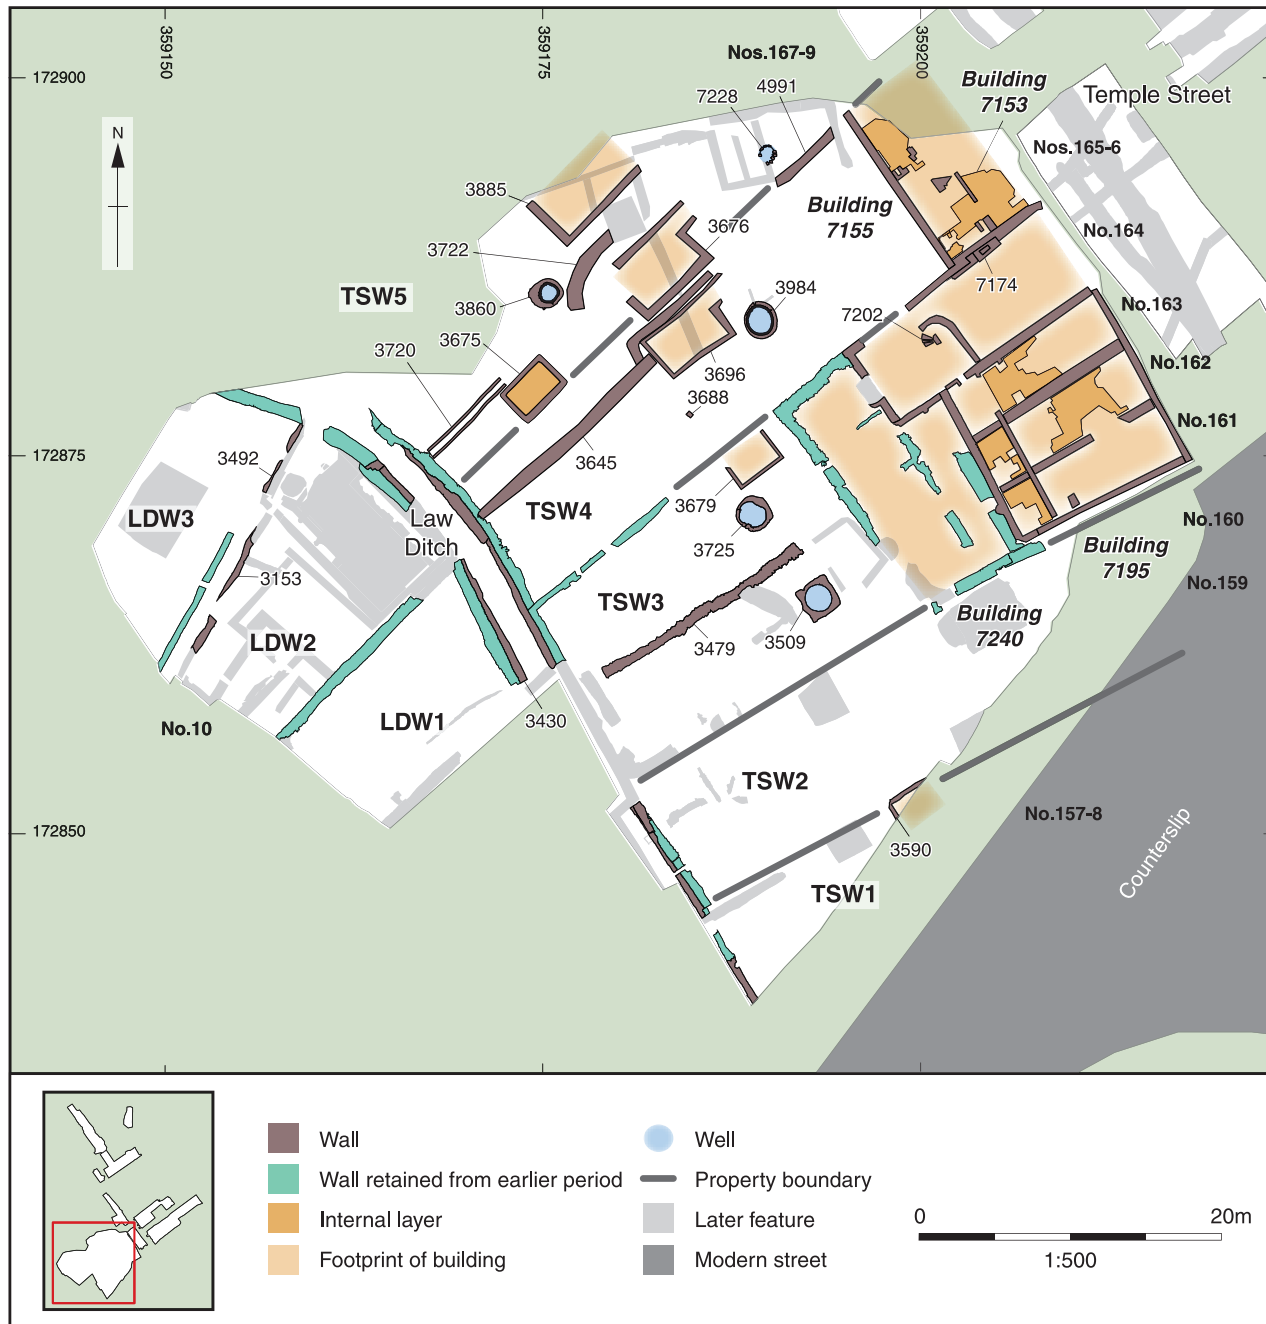 359150
359175
359200
172900
172875
172850
N
Nos.167-9
4991
7228
Building
7153
Temple Street
Nos.165-6
3885
3676
Building
7155
No.164
3722
7174
TSW5
3860
3984
No.163
7202
3675
3720
No.162
3696
3688
No.161
3492
3645
LDW3
Law
Ditch
TSW4
3679
3725
No.160
Building
7195
3153
No.159
TSW3
LDW2
3479
3509
Building
7240
No.10
LDW1
3430
TSW2
No.157-8
3590
Counterslip
TSW1
Wall
Wall retained from earlier period
Internal layer
Footprint of building
Well
Property boundary
Later feature
Modern street
0 20m
1:500